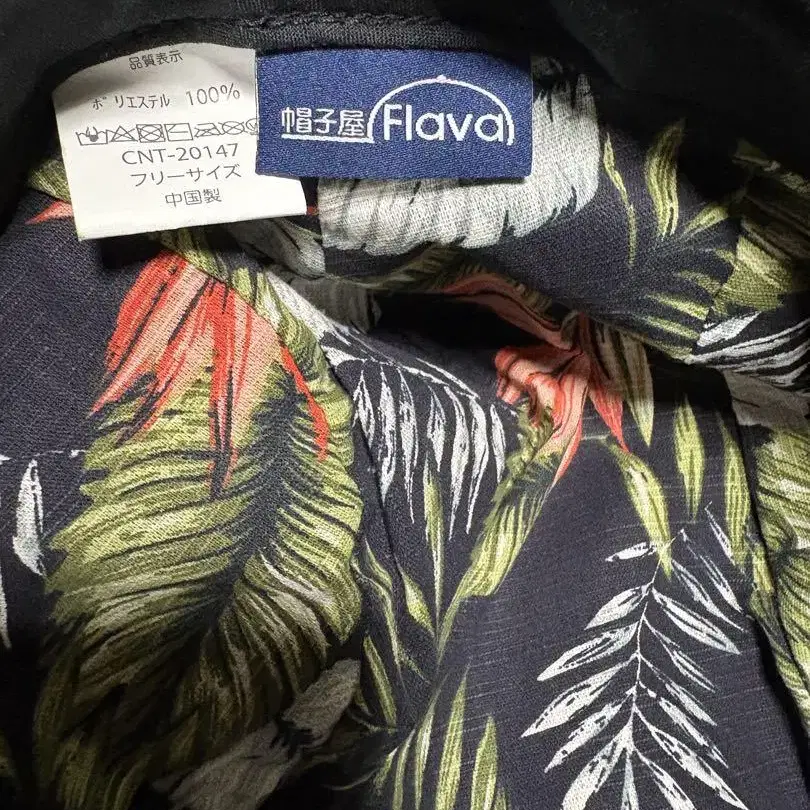 品質表示
ポリエステル 100%
CNT-20147
フリーサイズ
中国製
帽子屋 Flava